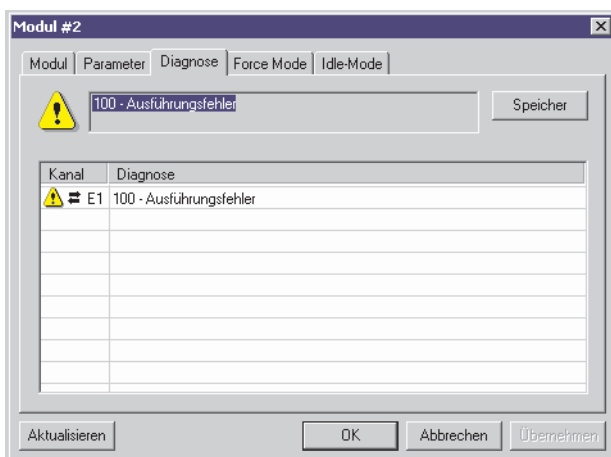 Modul #2
Modul Parameter Diagnose Force Mode Idle-Mode
100 - Ausführungsfehler
Speicher
Kanal Diagnose
E1 100 - Ausführungsfehler
Aktualisieren OK Abbrechen Übernehmen